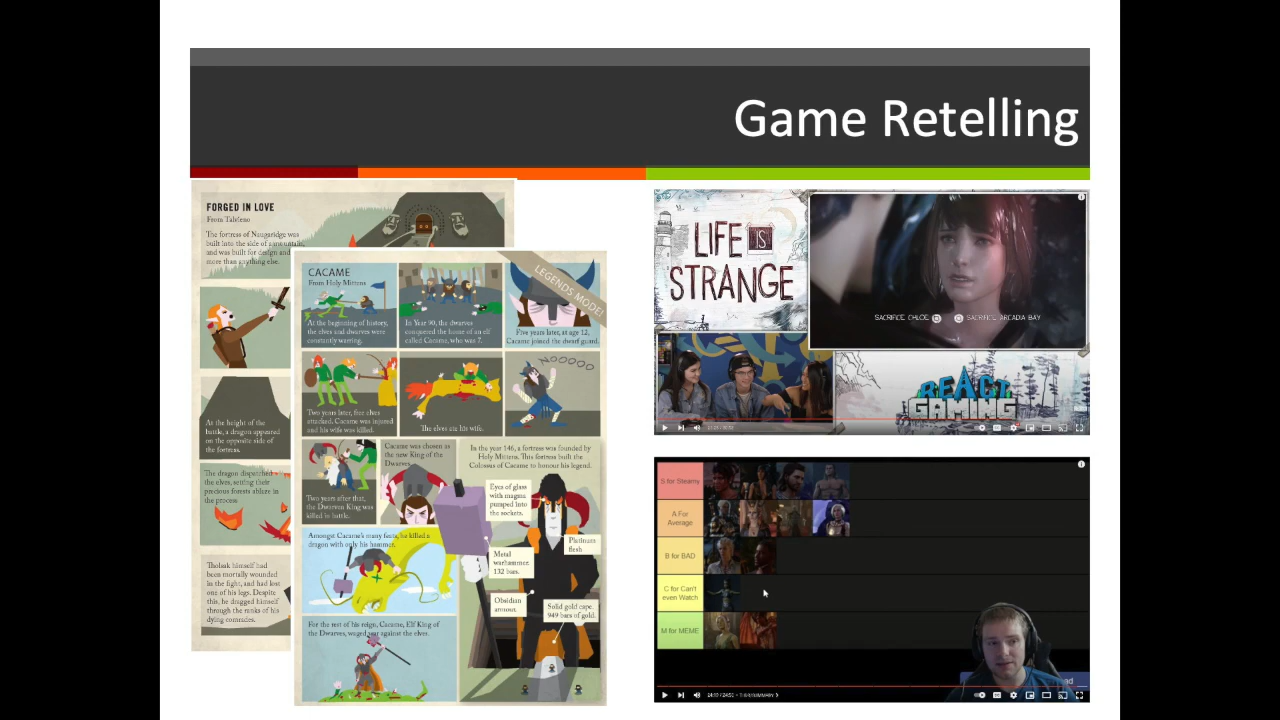 Game Retelling
FORGED IN LOVE
From Talvieno
The fortress of Naugaridge was
built into the side of a mountain,
and was built for design and
more than anything else.
At the height of the
battle, a dragon appeared
on the opposite side of
the fortress.
The dragon dispatched
the elves, setting their
precious forests ablaze in
the process
Thobak himself had
been mortally wounded
in the fight, and had lost
one of his legs. Despite
this, he dragged himself
through the ranks of his
dying comrades.
LEGENDS MODE!
CACAME
From Holy Mittens
At the beginning of history,
the elves and dwarves were
constantly warring.
In Year 90, the dwarves
conquered the home of an elf
called Cacame, who was 7.
Five years later, at age 12,
Cacame joined the dwarf guard.
Two years later, five elves
attacked. Cacame was injured
and his wife was killed.
The elves ate his wife.
NOOOOO
Two years after that,
the Dwarven King was
killed in battle.
Cacame was chosen as
the new King of the
Dwarves.
In the year 146, a fortress was founded by
Holy Mittens. This fortress built the
Colossus of Cacame to honour his legend.
Eyes of glass
with magma
pumped into
the sockets.
Platinum
flesh
Metal
warhammer
132 bars.
Obsidian
armour.
Solid gold cape.
949 bars of gold.
Amongst Cacame's many feats, he killed a
dragon with only his hammer.
For the rest of his reign, Cacame, Elf King of
the Dwarves, waged war against the elves.
LIFE IS
STRANGE
SACRIFICE CHLOE
SACRIFICE ARCADIA BAY
REACT
GAMING
S for Steamy
A For
Average
B for BAD
C for Can't
even Watch
M for MEME